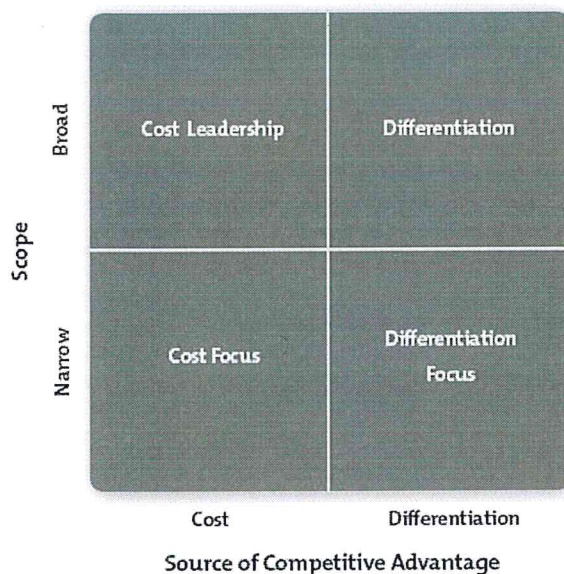 Broad
Cost Leadership
Differentiation
Scope
Narrow
Cost Focus
Differentiation
Focus
Cost
Differentiation
Source of Competitive Advantage